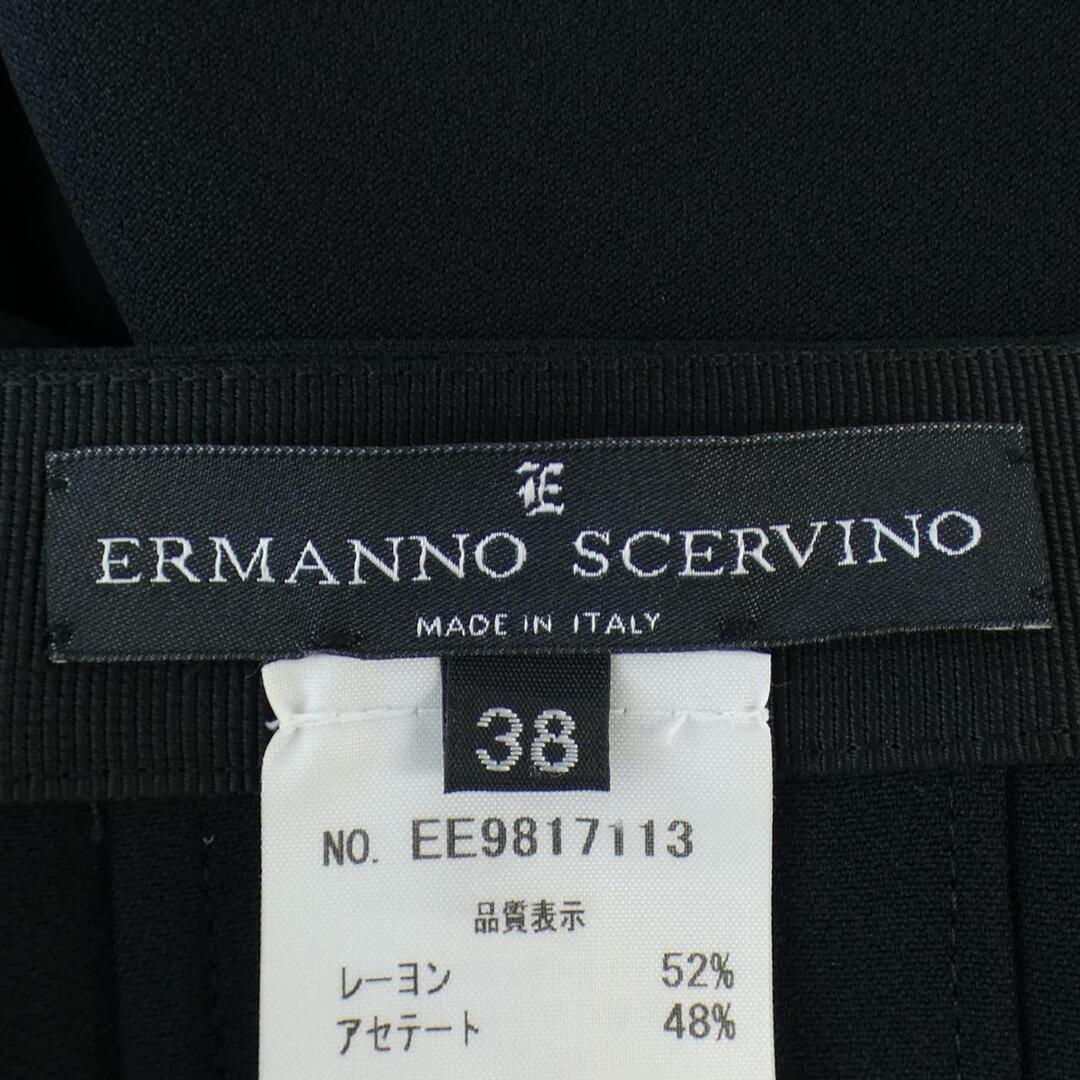 E
ERMANNO SCERVINO
MADE IN ITALY
38
NO. EE9817113
品質表示
レーヨン 52%
アセテート 48%